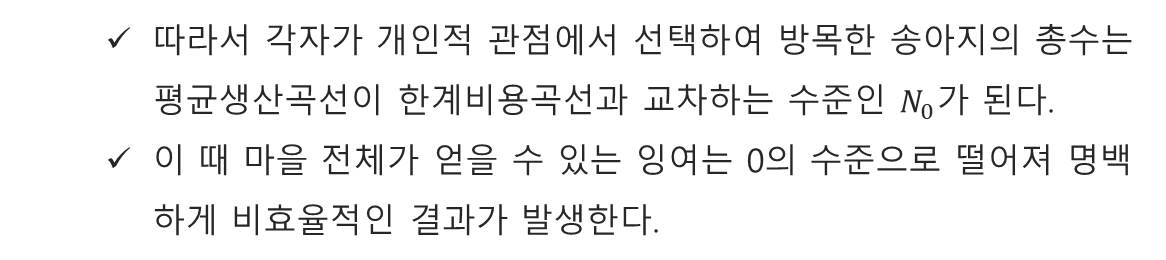 ✓ 따라서 각자가 개인적 관점에서 선택하여 방목한 송아지의 총수는
평균생산곡선이 한계비용곡선과 교차하는 수준인 N₀가 된다.
✓ 이 때 마을 전체가 얻을 수 있는 잉여는 0의 수준으로 떨어져 명백
하게 비효율적인 결과가 발생한다.